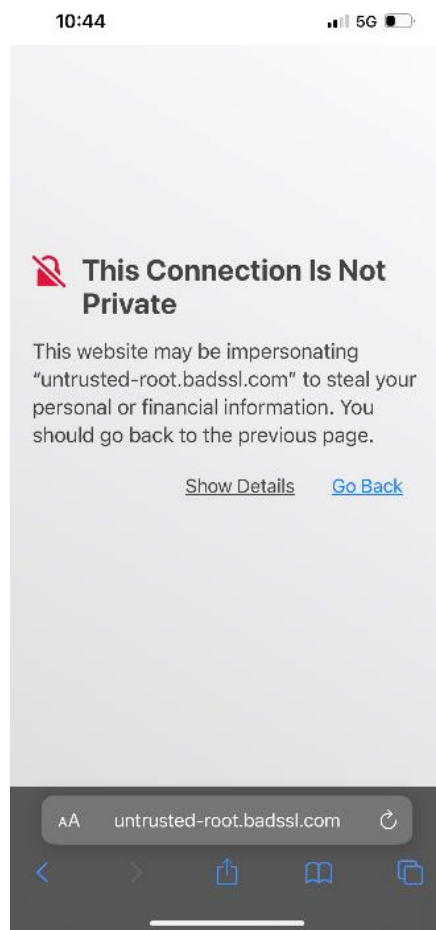 10:44 5G
This Connection Is Not
Private
This website may be impersonating
“untrusted-root.badssl.com” to steal your
personal or financial information. You
should go back to the previous page.
Show Details Go Back
AA untrusted-root.badssl.com